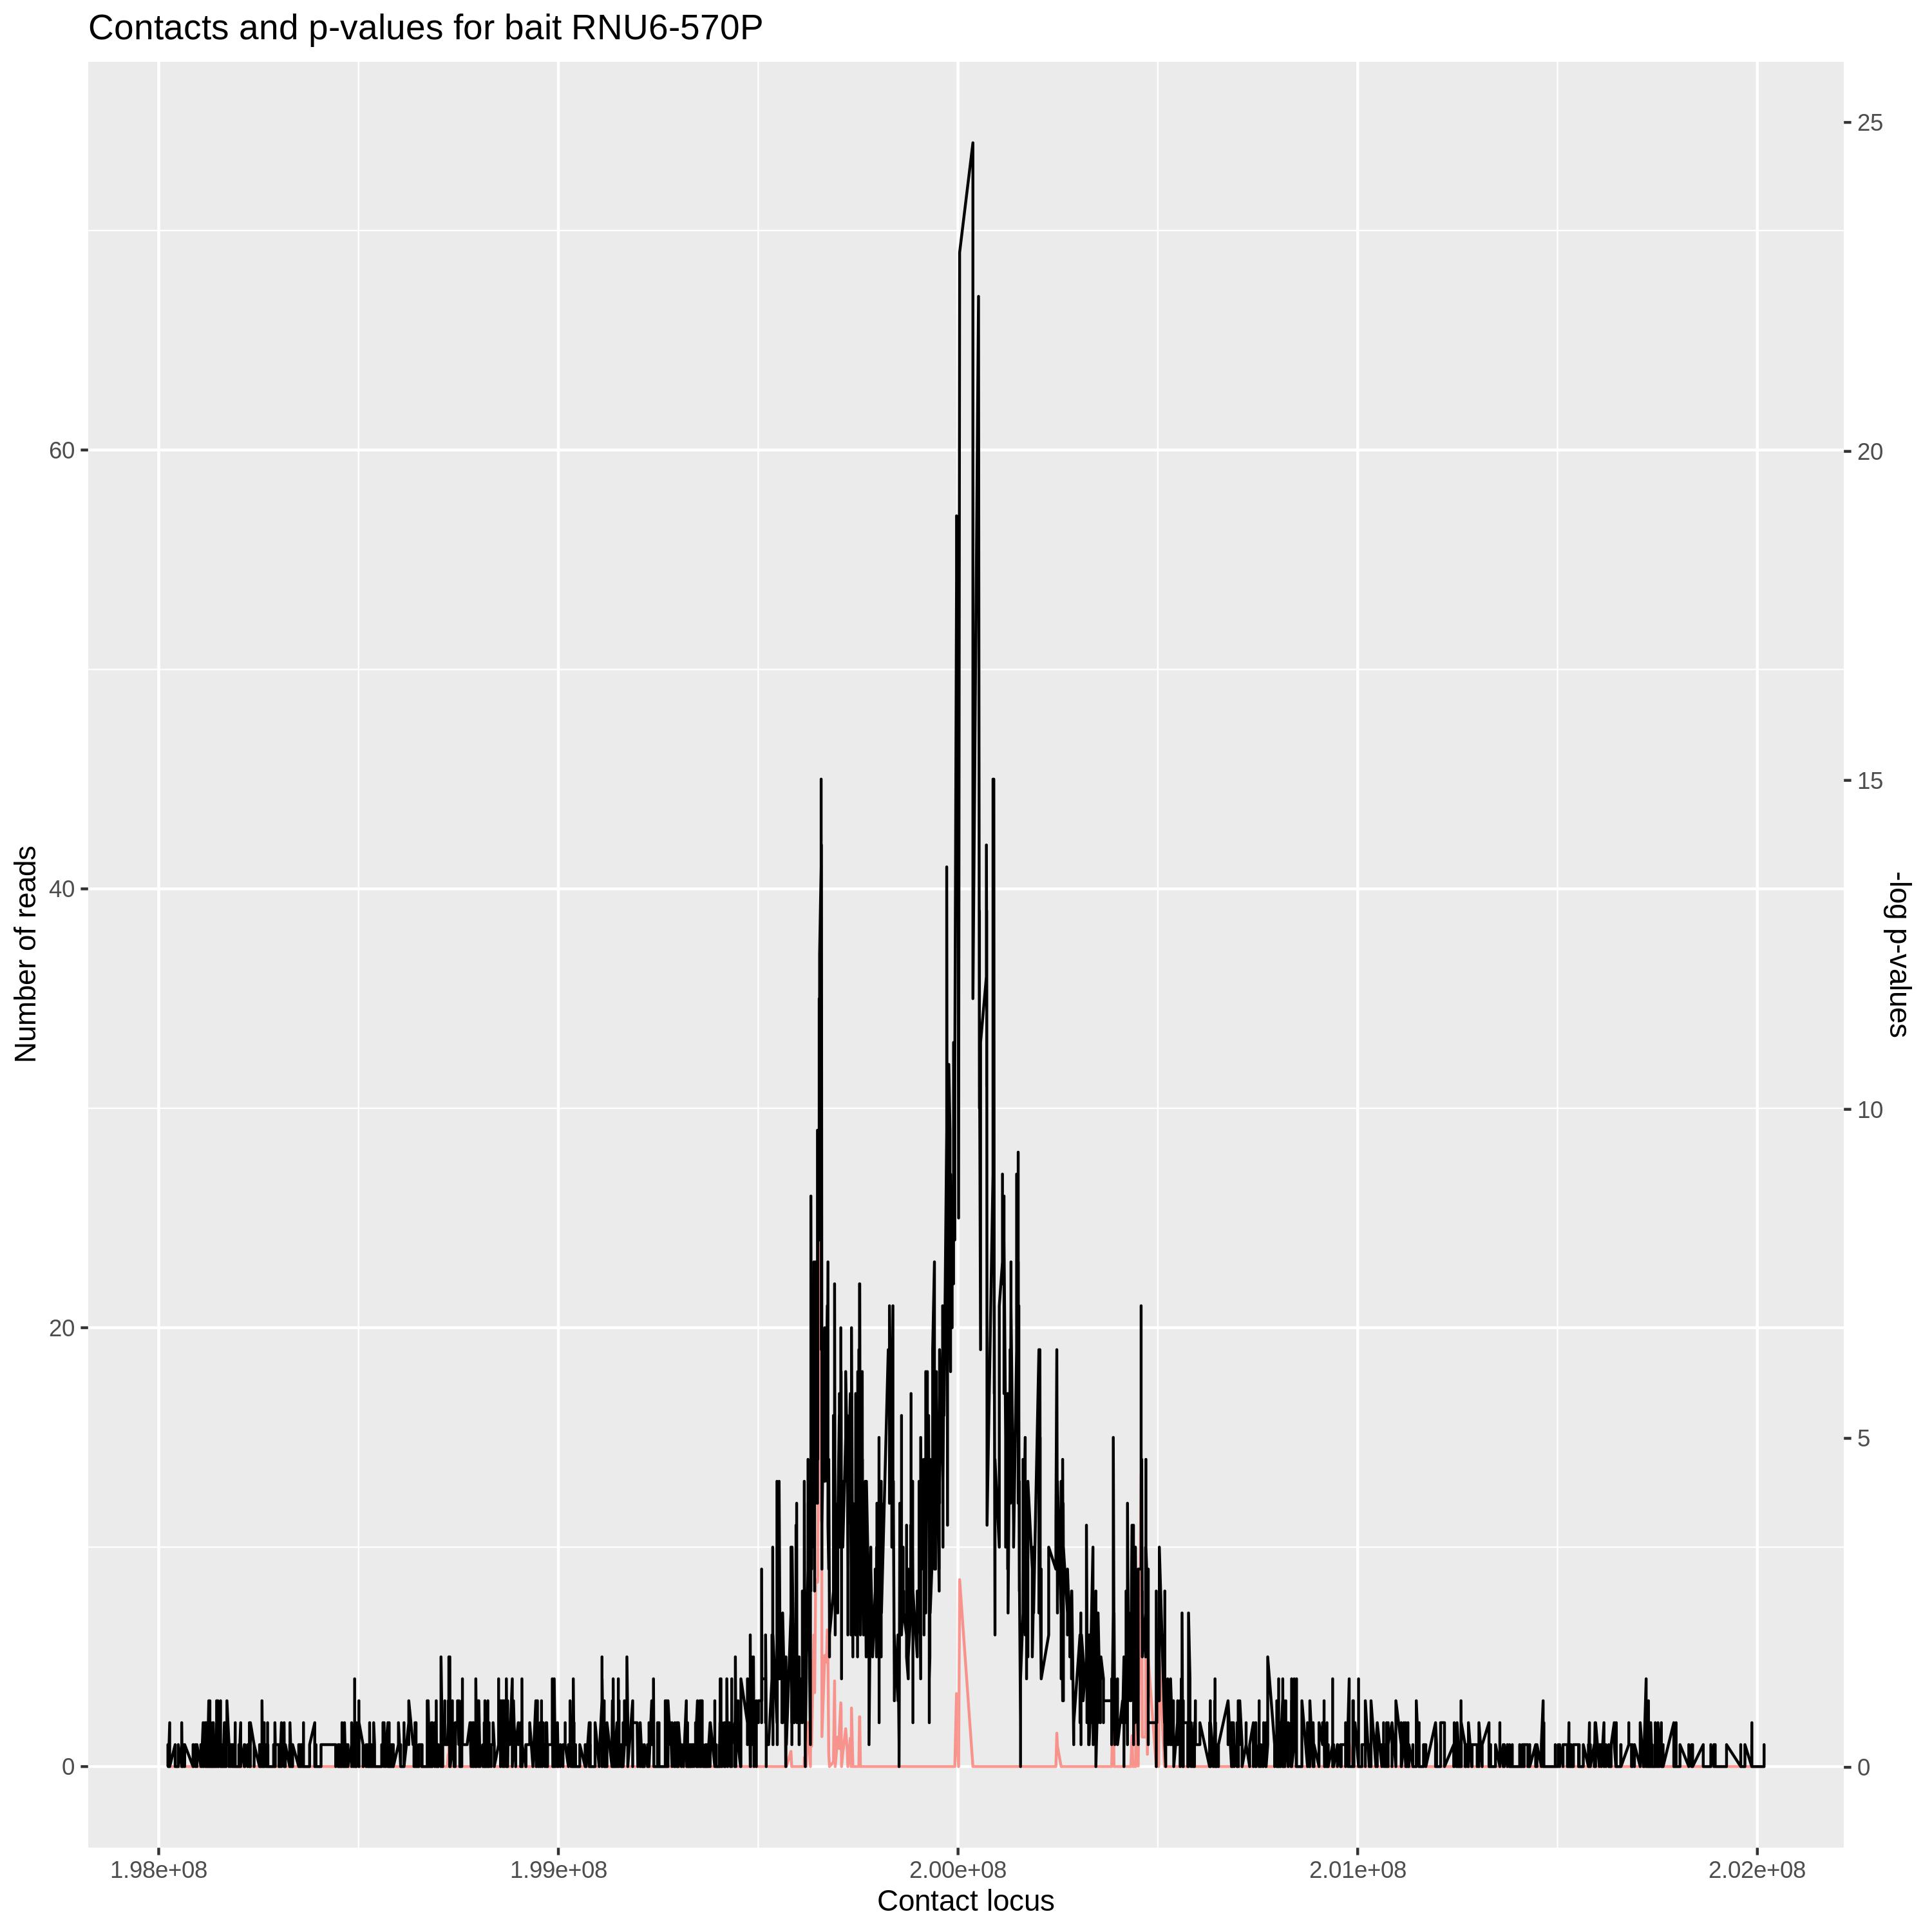 Contacts and p-values for bait RNU6-570P
25
60
20
15
40
Number of reads
-log p-values
10
20
5
0
0
1.98e+08
1.99e+08
2.00e+08
2.01e+08
2.02e+08
Contact locus